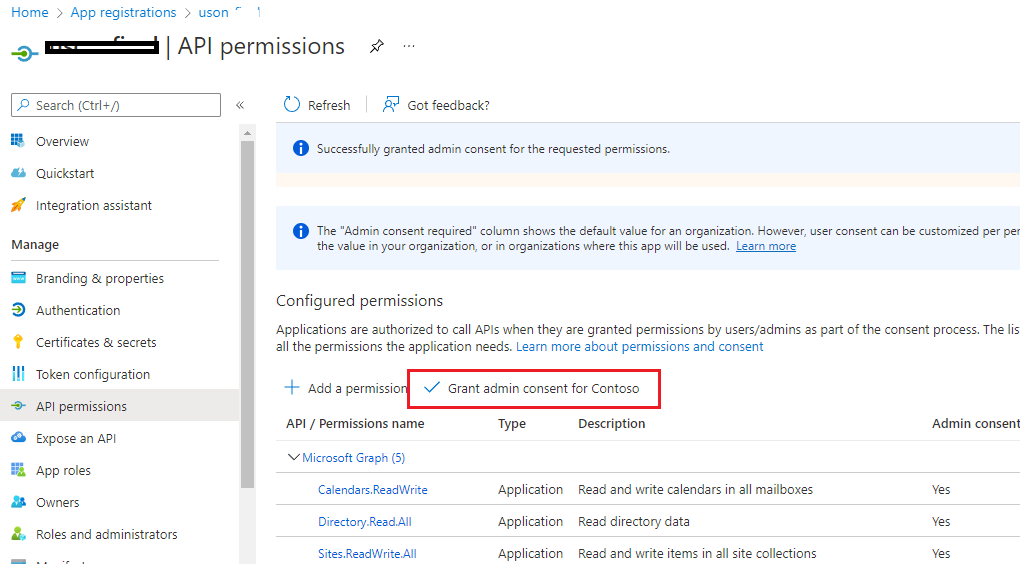 Home > App registrations > uson
| API permissions
Search (Ctrl+/)
Refresh
Got feedback?
Overview
Quickstart
Integration assistant
Manage
Branding & properties
Authentication
Certificates & secrets
Token configuration
API permissions
Expose an API
App roles
Owners
Roles and administrators
Successfully granted admin consent for the requested permissions.
The "Admin consent required" column shows the default value for an organization. However, user consent can be customized per
the value in your organization, or in organizations where this app will be used. Learn more
Configured permissions
Applications are authorized to call APIs when they are granted permissions by users/admins as part of the consent process. The
all the permissions the application needs. Learn more about permissions and consent
Add a permission
Grant admin consent for Contoso
API / Permissions name Type Description Admin consent
Microsoft Graph (5)
Calendars.ReadWrite Application Read and write calendars in all mailboxes Yes
Directory.Read.All Application Read directory data Yes
Sites.ReadWrite.All Application Read and write items in all site collections Yes